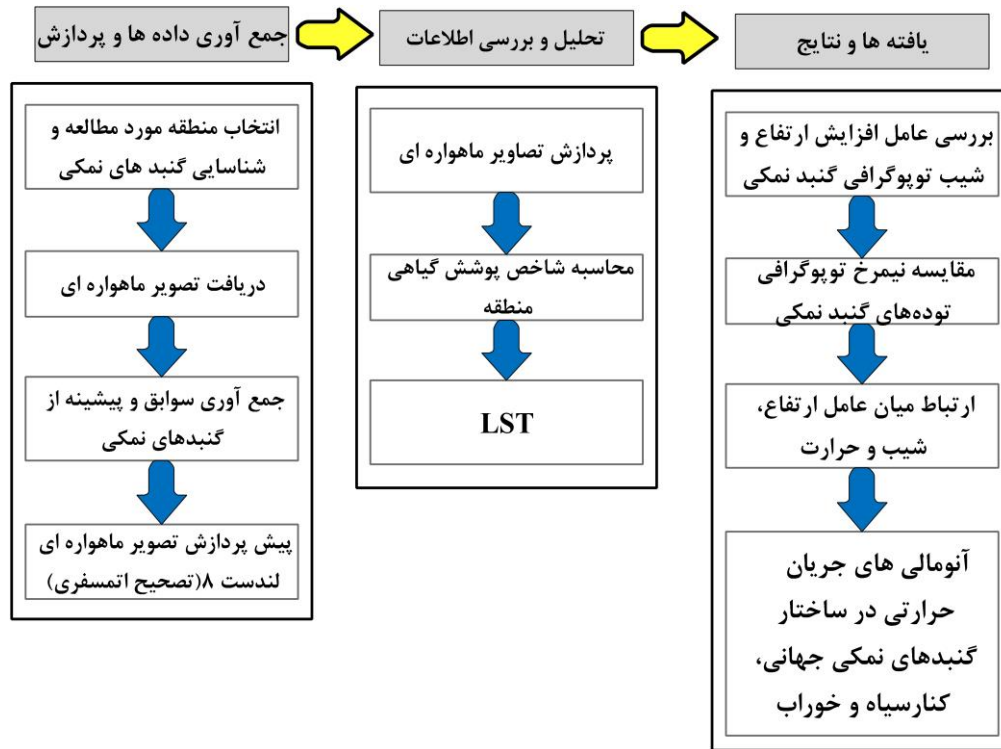 جمع آوری داده ها و پردازش
تحلیل و بررسی اطلاعات
یافته ها و نتایج
انتخاب منطقه مورد مطالعه و
شناسایی گنبد های نمکی
دریافت تصویر ماهواره ای
جمع آوری سوابق و پیشینه از
گنبدهای نمکی
پیش پردازش تصویر ماهواره ای
لندست ۸(تصحیح اتمسفری)
پردازش تصاویر ماهواره ای
محاسبه شاخص پوشش گیاهی
منطقه
LST
بررسی عامل افزایش ارتفاع و
شیب توپوگرافی گنبد نمکی
مقایسه نیمرخ توپوگرافی
توده‌های گنبد نمکی
ارتباط میان عامل ارتفاع،
شیب و حرارت
آنومالی های جریان
حرارتی در ساختار
گنبدهای نمکی جهانی،
کنارسیاه و خوراب